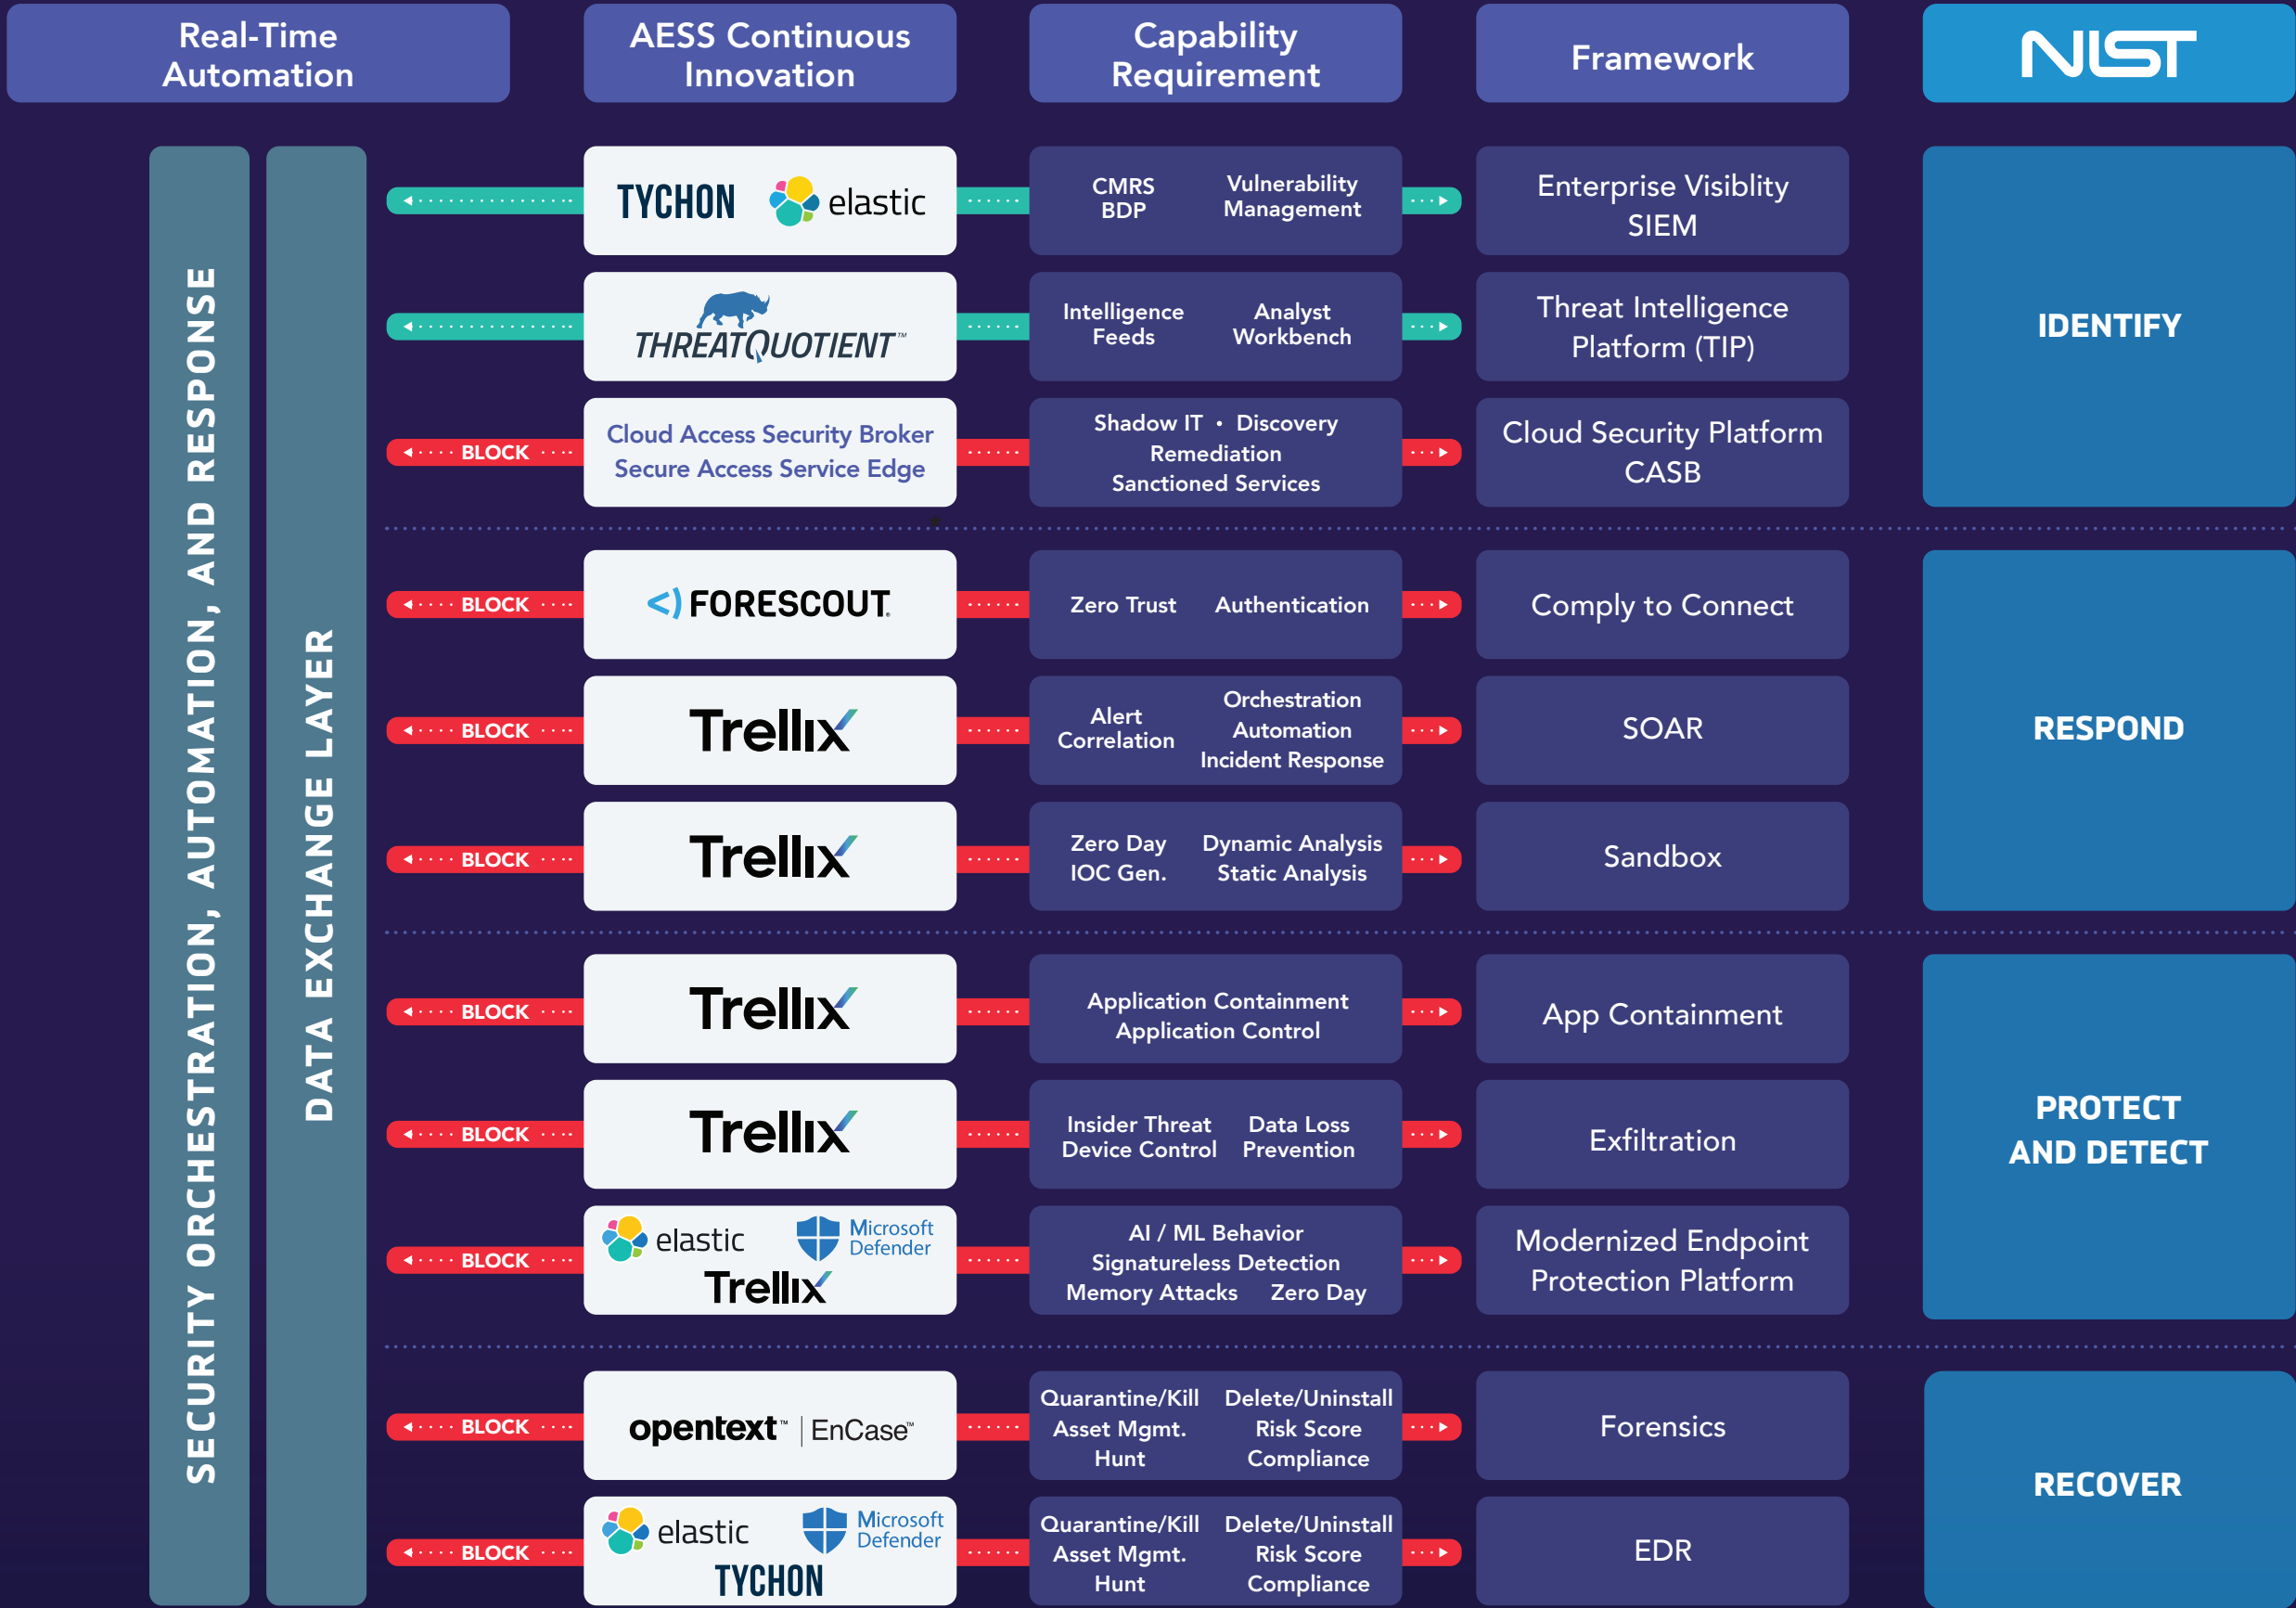 Real-Time
Automation
AESS Continuous
Innovation
Capability
Requirement
Framework
NIST
SECURITY ORCHESTRATION, AUTOMATION, AND RESPONSE
DATA EXCHANGE LAYER
TYCHON elastic
CMRS
BDP
Vulnerability
Management
Enterprise Visiblity
SIEM
IDENTIFY
THREATQUOTIENT™
Intelligence
Feeds
Analyst
Workbench
Threat Intelligence
Platform (TIP)
BLOCK
Cloud Access Security Broker
Secure Access Service Edge
Shadow IT • Discovery
Remediation
Sanctioned Services
Cloud Security Platform
CASB
BLOCK
<)FORESCOUT®
Zero Trust
Authentication
Comply to Connect
RESPOND
BLOCK
Trellix
Alert
Correlation
Orchestration
Automation
Incident Response
SOAR
BLOCK
Trellix
Zero Day
IOC Gen.
Dynamic Analysis
Static Analysis
Sandbox
BLOCK
Trellix
Application Containment
Application Control
App Containment
PROTECT
AND DETECT
BLOCK
Trellix
Insider Threat
Device Control
Data Loss
Prevention
Exfiltration
BLOCK
elastic
Microsoft
Defender
Trellix
AI / ML Behavior
Signatureless Detection
Memory Attacks Zero Day
Modernized Endpoint
Protection Platform
BLOCK
opentext™ | EnCase™
Quarantine/Kill
Asset Mgmt.
Hunt
Delete/Uninstall
Risk Score
Compliance
Forensics
RECOVER
BLOCK
elastic
Microsoft
Defender
TYCHON
Quarantine/Kill
Asset Mgmt.
Hunt
Delete/Uninstall
Risk Score
Compliance
EDR